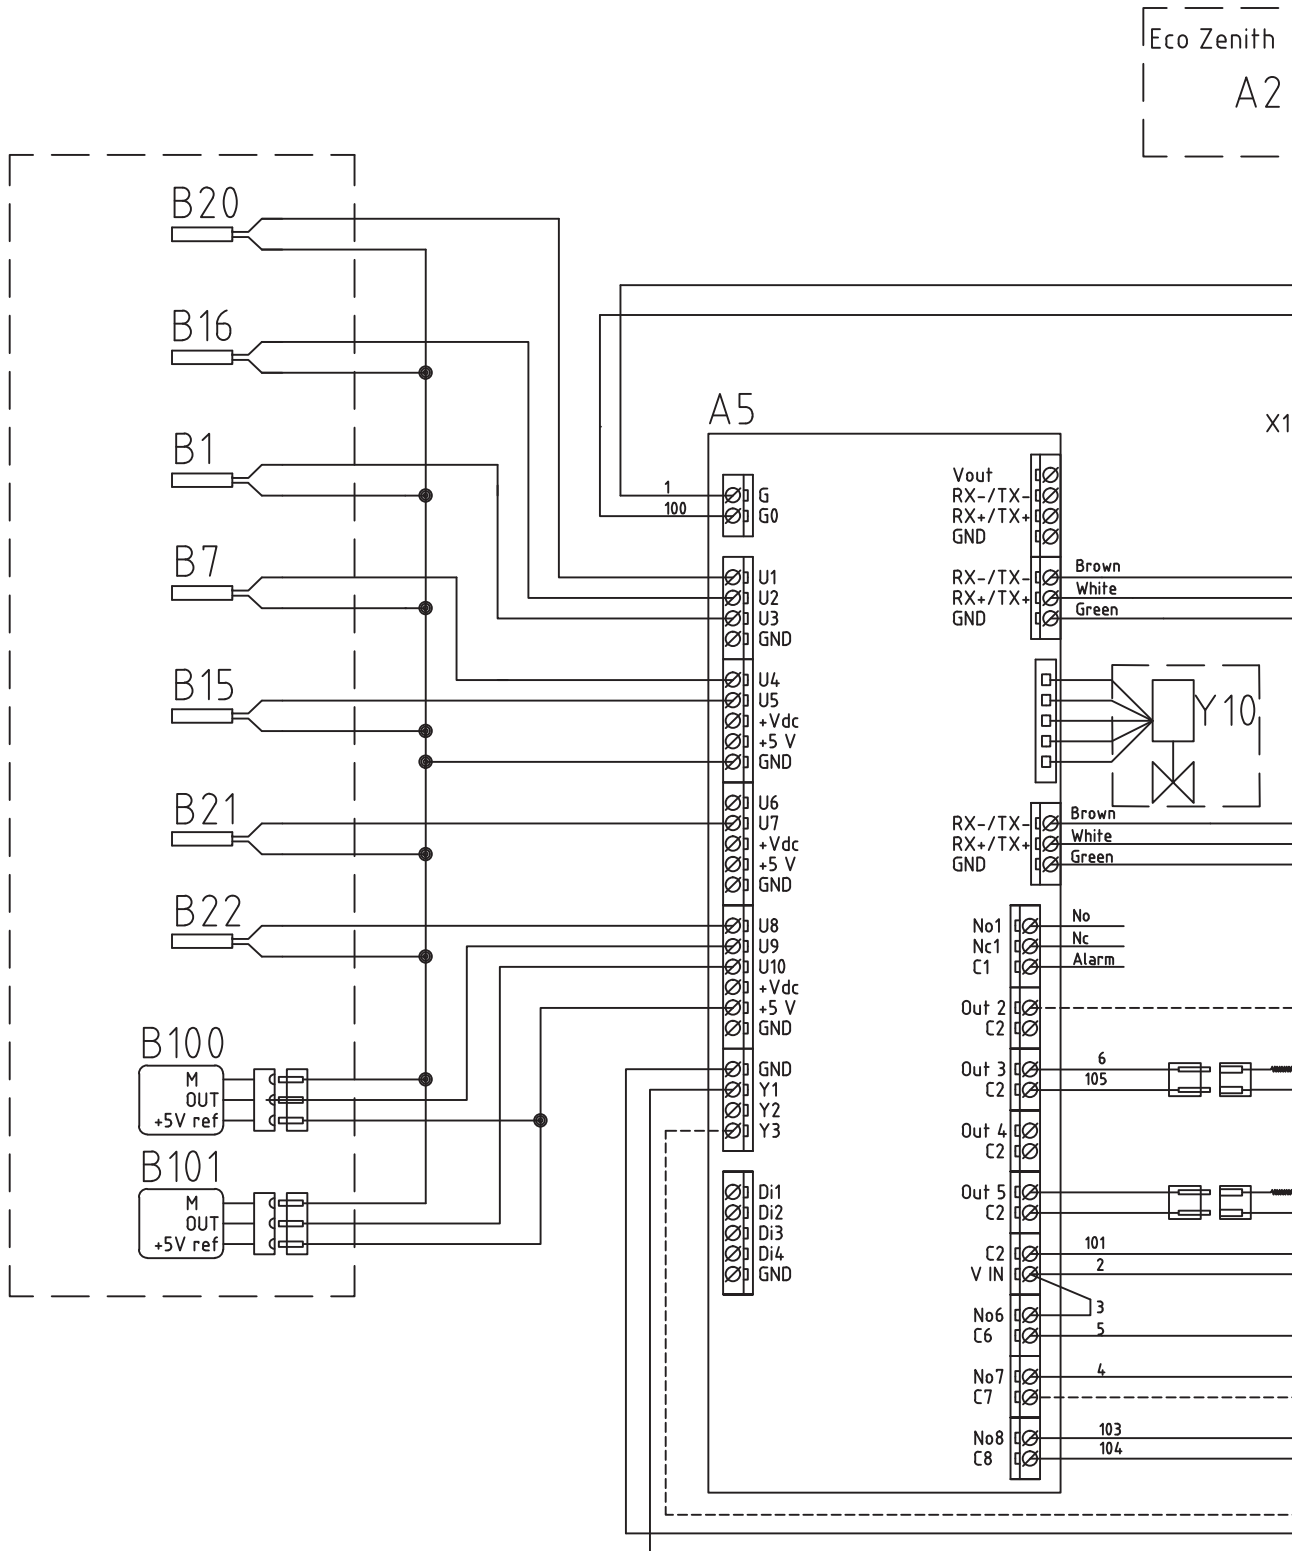 Eco Zenith
A2
B20
B16
A5
X1
B1
Vout
1
G
RX-/TX-
100
G0
RX+/TX+
GND
B7
Brown
U1
RX-/TX-
White
U2
RX+/TX+
Green
U3
GND
GND
B15
U4
U5
Y10
+Vdc
+5 V
GND
B21
U6
Brown
U7
RX-/TX-
White
+Vdc
RX+/TX+
Green
+5 V
GND
GND
B22
No
U8
No1
Nc
U9
Nc1
Alarm
U10
C1
+Vdc
+5 V
Out 2
GND
C2
B100
6
GND
Out 3
M
105
Y1
C2
OUT
Y2
+5V ref
Y3
Out 4
C2
B101
Di1
Out 5
M
Di2
C2
OUT
Di3
101
+5V ref
Di4
C2
2
GND
V IN
3
No6
5
C6
4
No7
C7
103
No8
104
C8